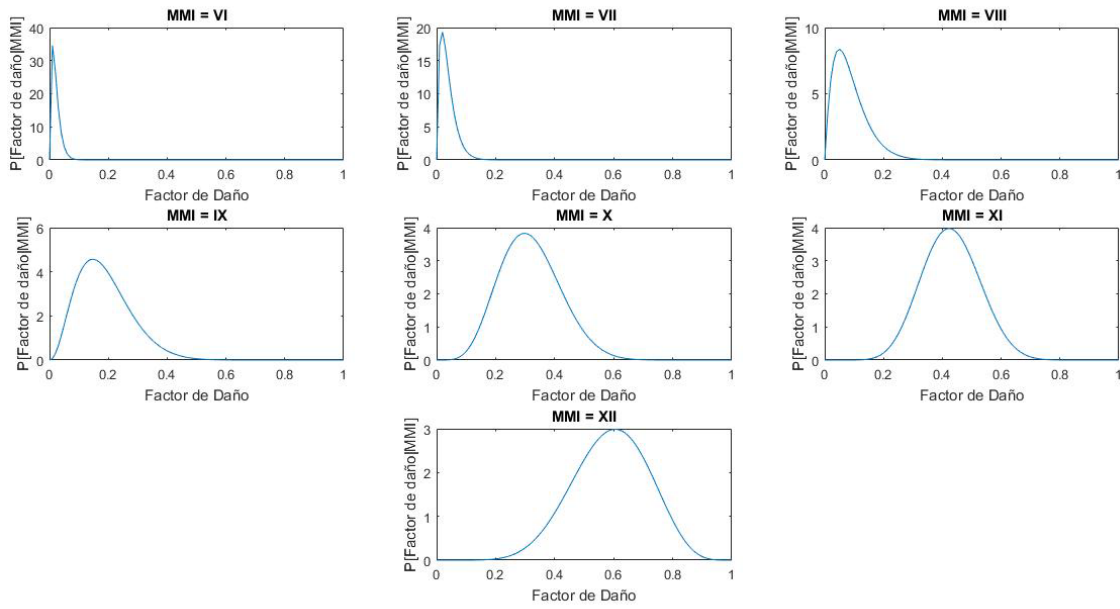 MMI = VI
P[Factor de daño|MMI]
40
30
20
10
0
0 0.2 0.4 0.6 0.8 1
Factor de Daño
MMI = VII
P[Factor de daño|MMI]
20
15
10
5
0
0 0.2 0.4 0.6 0.8 1
Factor de Daño
MMI = VIII
P[Factor de daño|MMI]
10
5
0
0 0.2 0.4 0.6 0.8 1
Factor de Daño
MMI = IX
P[Factor de daño|MMI]
6
4
2
0
0 0.2 0.4 0.6 0.8 1
Factor de Daño
MMI = X
P[Factor de daño|MMI]
4
3
2
1
0
0 0.2 0.4 0.6 0.8 1
Factor de Daño
MMI = XI
P[Factor de daño|MMI]
4
3
2
1
0
0 0.2 0.4 0.6 0.8 1
Factor de Daño
MMI = XII
P[Factor de daño|MMI]
3
2
1
0
0 0.2 0.4 0.6 0.8 1
Factor de Daño